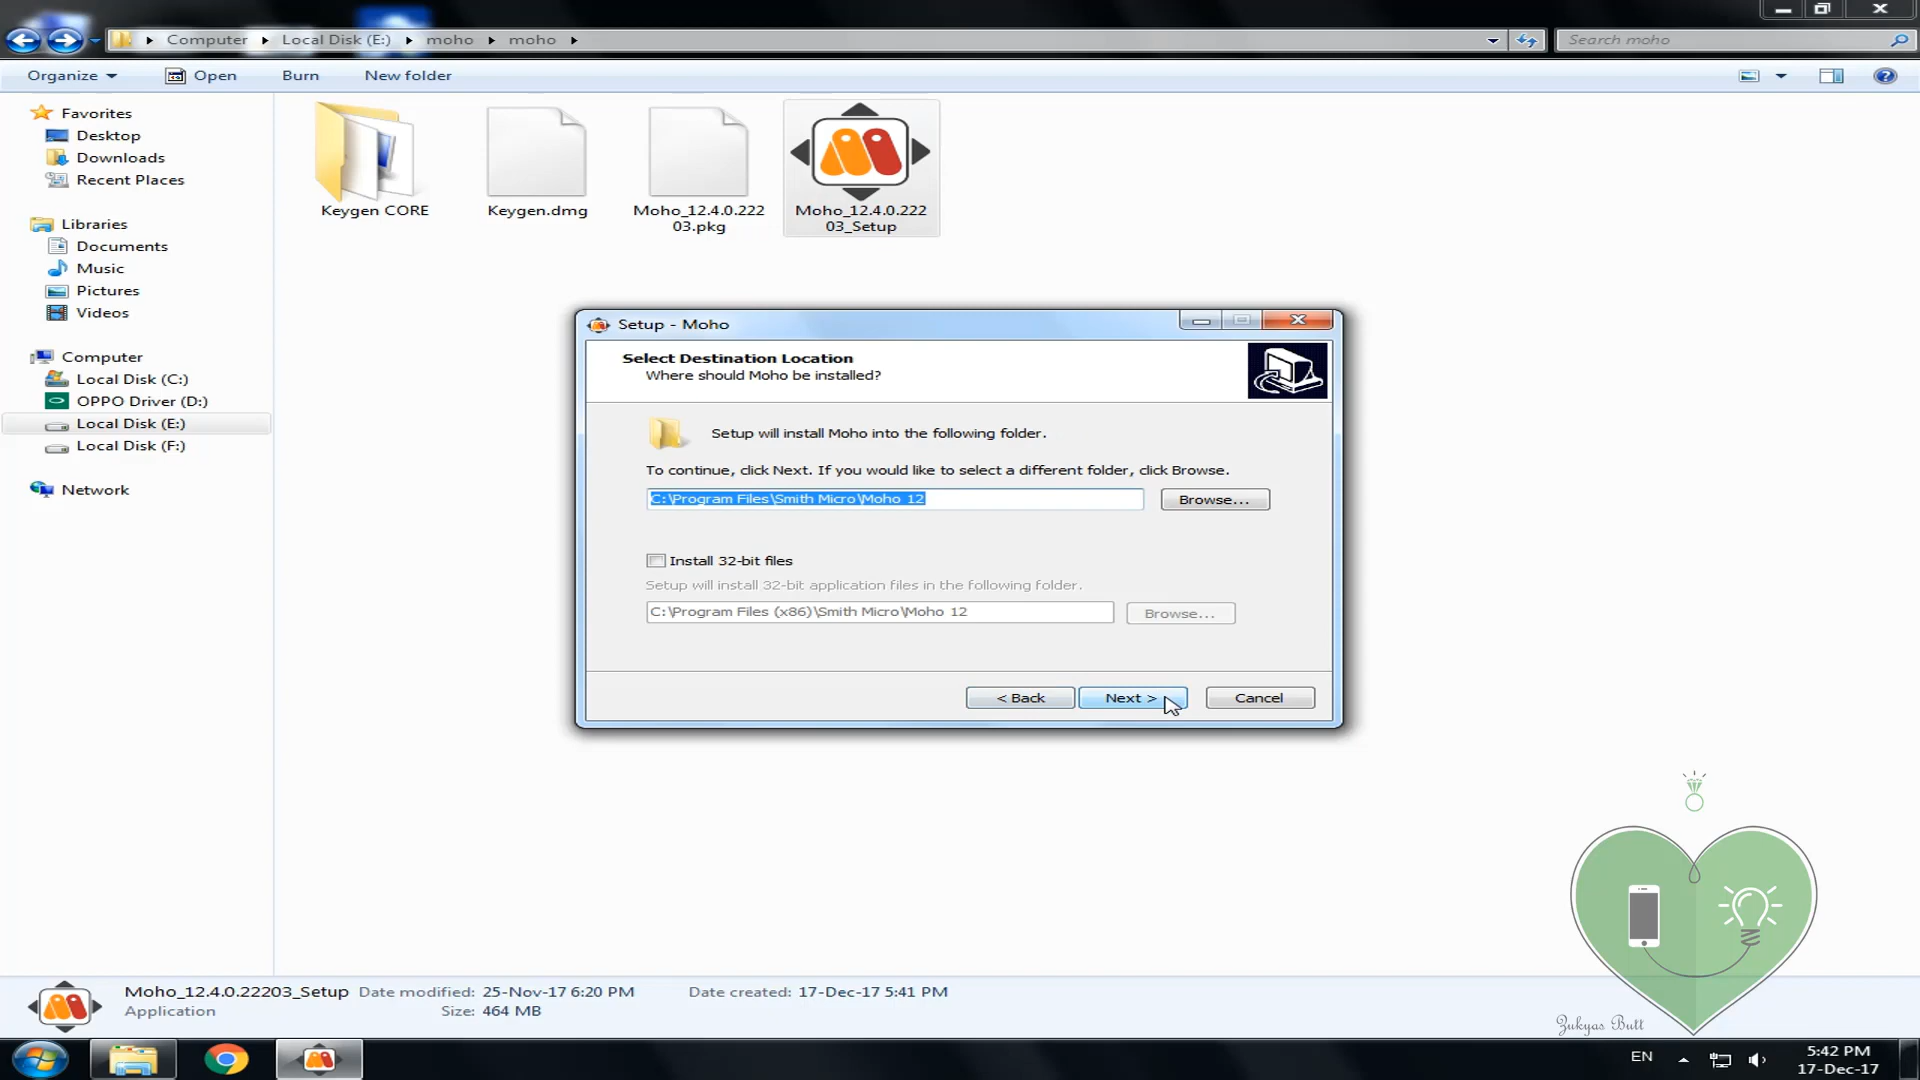 Computer Local Disk (E:) moho moho
Search moho
Organize Open Burn New folder
Favorites
Desktop
Downloads
Recent Places
Libraries
Documents
Music
Pictures
Videos
Computer
Local Disk (C:)
OPPO Driver (D:)
Local Disk (E:)
Local Disk (F:)
Network
Keygen CORE
Keygen.dmg
Moho_12.4.0.222
03.pkg
Moho_12.4.0.222
03_Setup
Setup - Moho
Select Destination Location
Where should Moho be installed?
Setup will install Moho into the following folder.
To continue, click Next. If you would like to select a different folder, click Browse.
C:\Program Files\Smith Micro\Moho 12
Browse...
Install 32-bit files
Setup will install 32-bit application files in the following folder.
C:\Program Files (x86)\Smith Micro\Moho 12
Browse...
< Back Next > Cancel
Zukyas Butt
Moho_12.4.0.22203_Setup Date modified: 25-Nov-17 6:20 PM Date created: 17-Dec-17 5:41 PM
Application Size: 464 MB
EN
5:42 PM
17-Dec-17